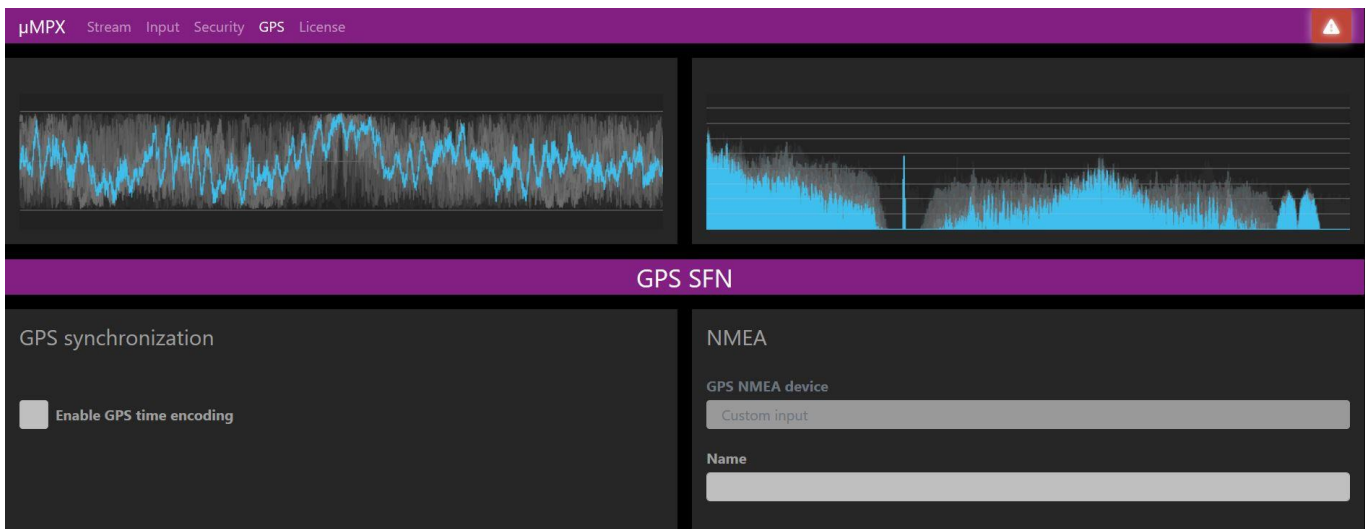 µMPX Stream Input Security GPS License
GPS SFN
GPS synchronization
Enable GPS time encoding
NMEA
GPS NMEA device
Custom input
Name